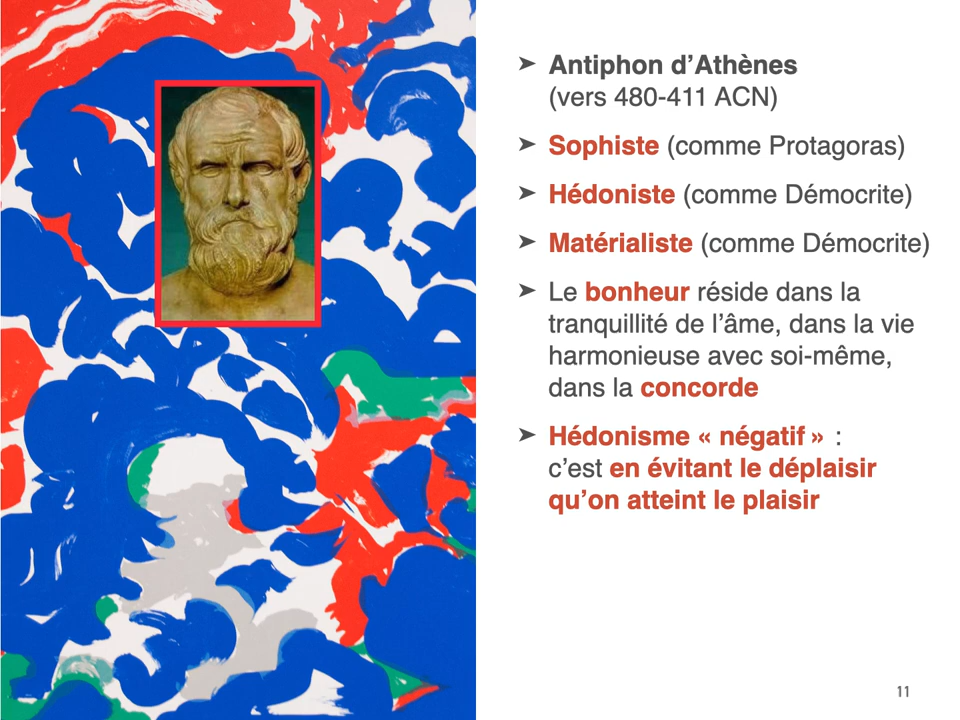 ➤ Antiphon d’Athènes
(vers 480-411 ACN)
➤ Sophiste (comme Protagoras)
➤ Hédoniste (comme Démocrite)
➤ Matérialiste (comme Démocrite)
➤ Le bonheur réside dans la
tranquillité de l’âme, dans la vie
harmonieuse avec soi-même,
dans la concorde
➤ Hédonisme « négatif » :
c’est en évitant le déplaisir
qu’on atteint le plaisir
11